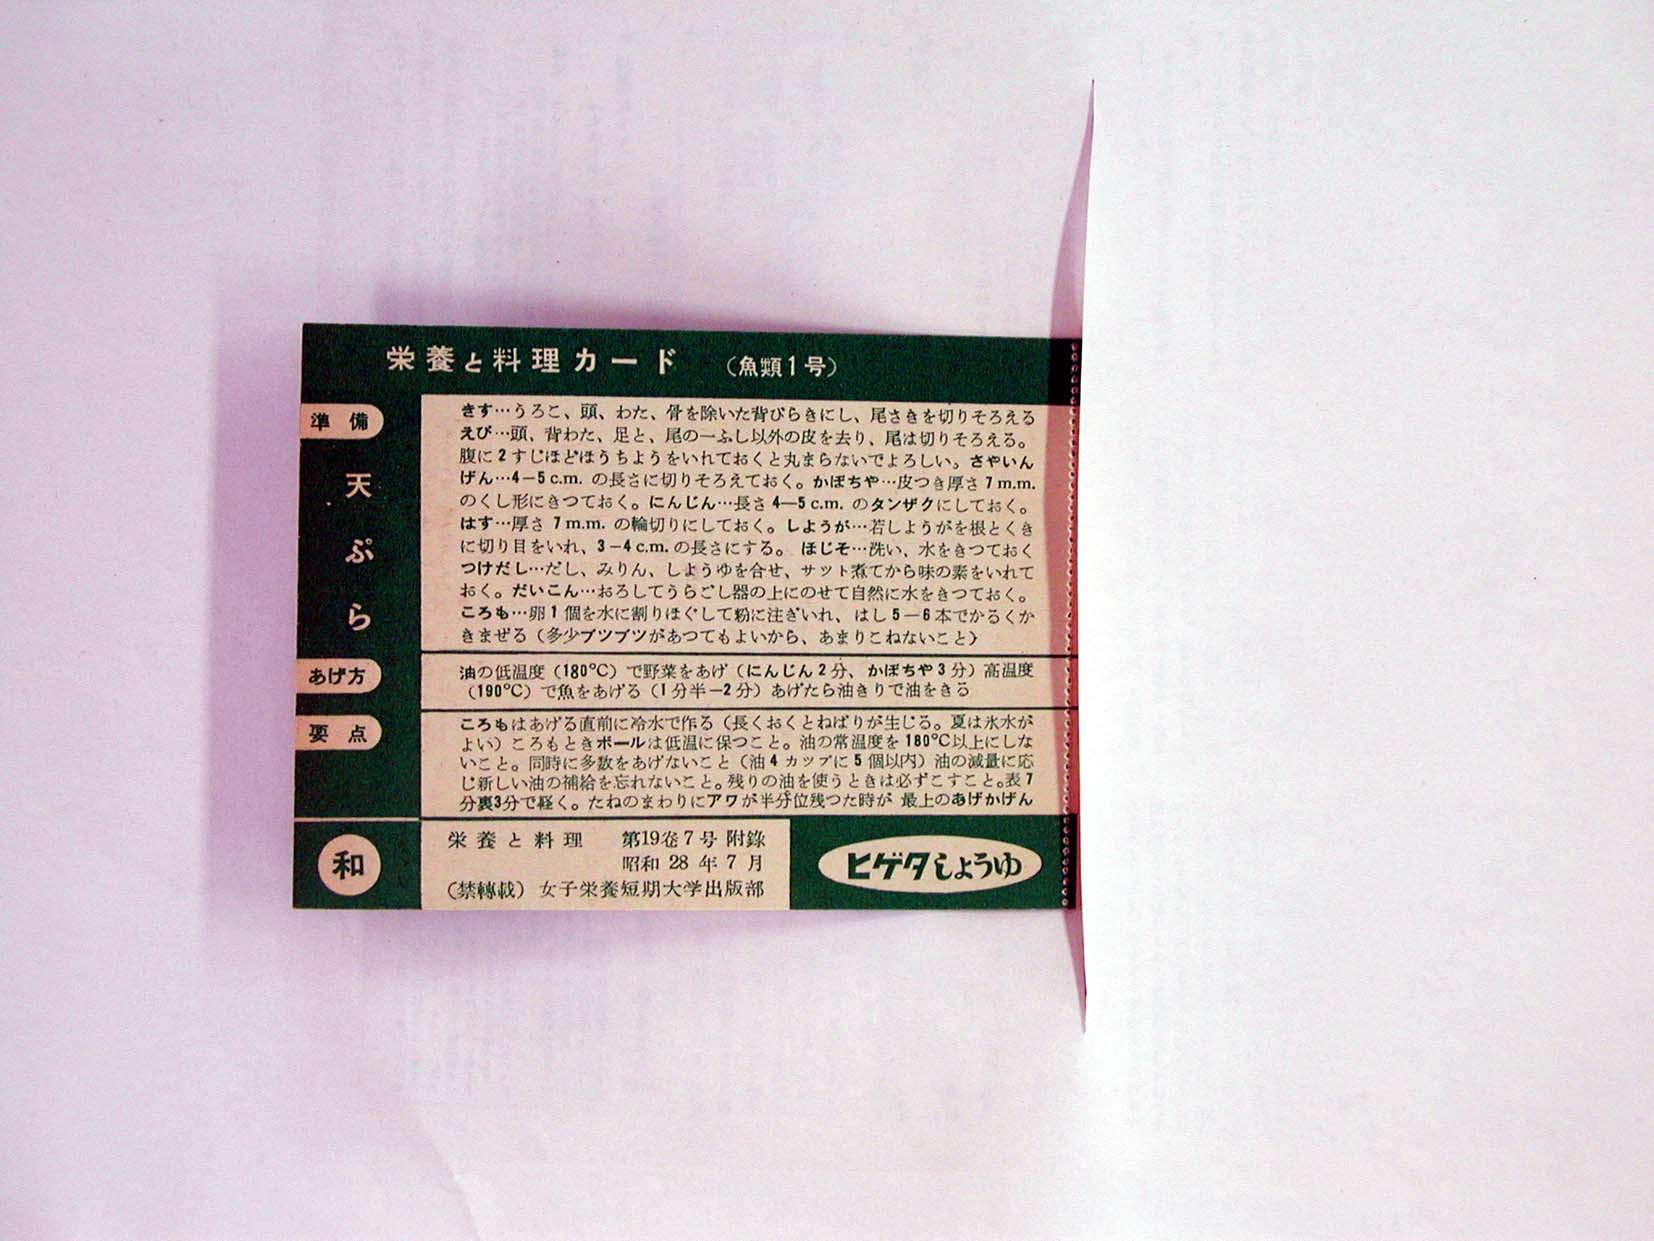 栄養と料理カード （魚類1号）
準備
天ぷら
きす…うろこ、頭、わた、骨を除いた背びらきにし、尾さきを切りそろえる
えび…頭、背わた、足と、尾の一ふし以外の皮を去り、尾は切りそろえる。
腹に2すじほどほうちようをいれておくと丸まらないでよろしい。さやいん
げん…4−5c.m. の長さに切りそろえておく。かぼちや…皮つき厚さ7m.m.
のくし形にきつておく。にんじん…長さ4—5c.m. のタンザクにしておく。
はす…厚さ7m.m. の輪切りにしておく。しようが…若しようがを根とくき
に切り目をいれ、3−4c.m.の長さにする。ほじそ…洗い、水をきつておく
つけだし…だし、みりん、しようゆを合せ、サット煮てから味の素をいれて
おく。だいこん…おろしてうらごし器の上にのせて自然に水をきつておく。
ころも…卵1個を水に割りほぐして粉に注ぎいれ、はし5−6本でかるくか
きまぜる（多少ブツブツがあつてもよいから、あまりこねないこと）
あげ方
油の低温度（180°C）で野菜をあげ（にんじん2分、かぼちや3分）高温度
（190°C）で魚をあげる（1分半−2分）あげたら油きりで油をきる
要点
ころもはあげる直前に冷水で作る（長くおくとねばりが生じる。夏は氷水が
よい）ころもときボールは低温に保つこと。油の常温度を180°C以上にしな
いこと。同時に多数をあげないこと（油4カツプに5個以内）油の減量に応
じ新しい油の補給を忘れないこと。残りの油を使うときは必ずこすこと。表7
分裏3分で軽く。たねのまわりにアワが半分位残つた時が 最上のあげかげん
和
栄養と料理 第19巻7号 附録
昭和28年7月
（禁轉載）女子栄養短期大学出版部
ヒゲタしょうゆ